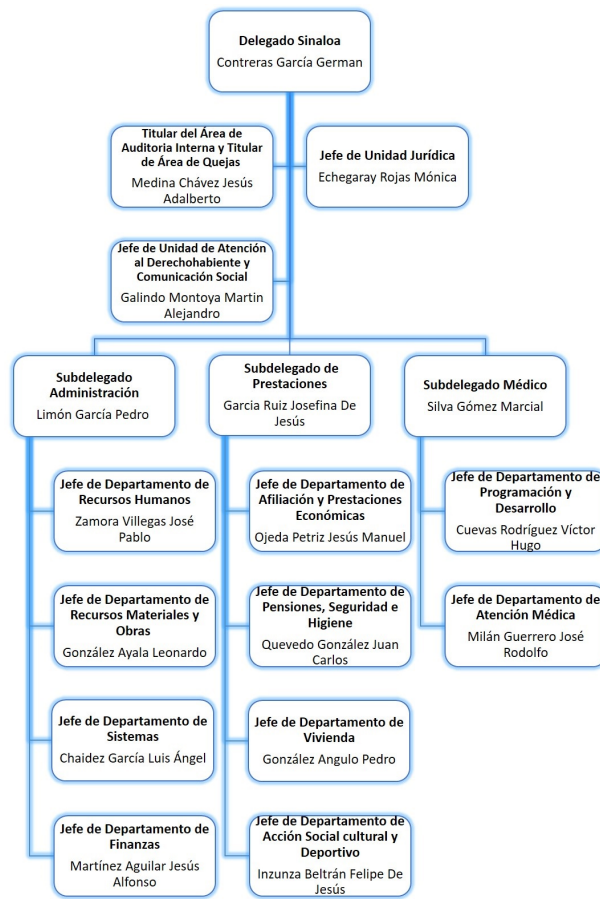 Delegado Sinaloa
Contreras García German
Titular del Área de
Auditoria Interna y Titular
de Área de Quejas
Medina Chávez Jesús
Adalberto
Jefe de Unidad Jurídica
Echegaray Rojas Mónica
Jefe de Unidad de Atención
al Derechohabiente y
Comunicación Social
Galindo Montoya Martin
Alejandro
Subdelegado
Administración
Limón García Pedro
Subdelegado de
Prestaciones
Garcia Ruiz Josefina De
Jesús
Subdelegado Médico
Silva Gómez Marcial
Jefe de Departamento de
Recursos Humanos
Zamora Villegas José
Pablo
Jefe de Departamento de
Afiliación y Prestaciones
Económicas
Ojeda Petriz Jesús Manuel
Jefe de Departamento de
Programación y
Desarrollo
Cuevas Rodríguez Víctor
Hugo
Jefe de Departamento de
Recursos Materiales y
Obras
González Ayala Leonardo
Jefe de Departamento de
Pensiones, Seguridad e
Higiene
Quevedo González Juan
Carlos
Jefe de Departamento de
Atención Médica
Milán Guerrero José
Rodolfo
Jefe de Departamento de
Sistemas
Chaidez García Luis Ángel
Jefe de Departamento de
Vivienda
González Angulo Pedro
Jefe de Departamento de
Finanzas
Martínez Aguilar Jesús
Alfonso
Jefe de Departamento de
Acción Social cultural y
Deportivo
Inzunza Beltrán Felipe De
Jesús